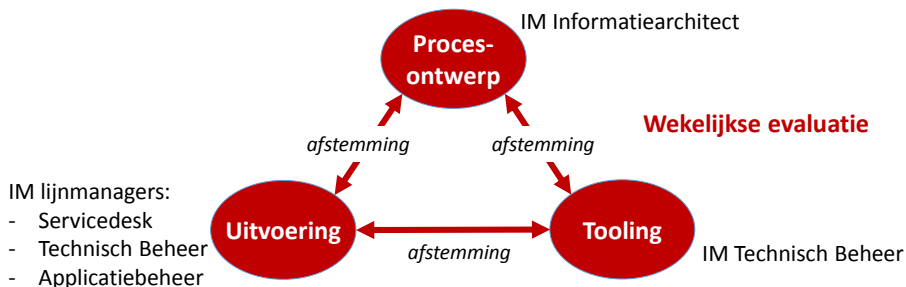 IM Informatiearchitect
Proces-
ontwerp
Wekelijkse evaluatie
afstemming
afstemming
IM lijnmanagers:
- Servicedesk
- Technisch Beheer
- Applicatiebeheer
Uitvoering
afstemming
Tooling
IM Technisch Beheer